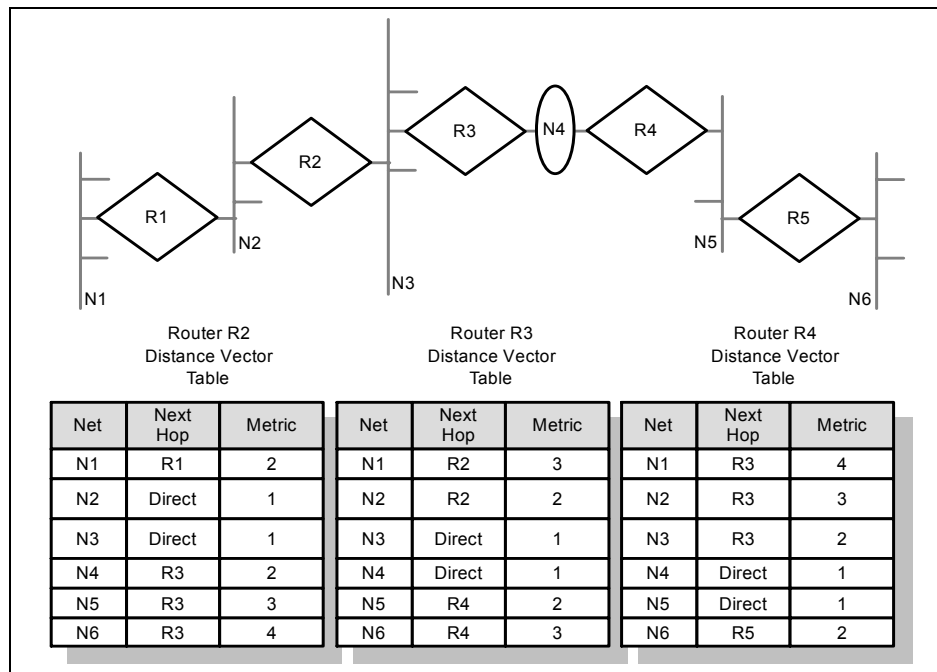 R3
N4
R4
R2
R1
R5
N2
N5
N3
N1
N6
Router R2
Distance Vector
Table
Net Next Hop Metric
N1 R1 2
N2 Direct 1
N3 Direct 1
N4 R3 2
N5 R3 3
N6 R3 4
Router R3
Distance Vector
Table
Net Next Hop Metric
N1 R2 3
N2 R2 2
N3 Direct 1
N4 Direct 1
N5 R4 2
N6 R4 3
Router R4
Distance Vector
Table
Net Next Hop Metric
N1 R3 4
N2 R3 3
N3 R3 2
N4 Direct 1
N5 Direct 1
N6 R5 2